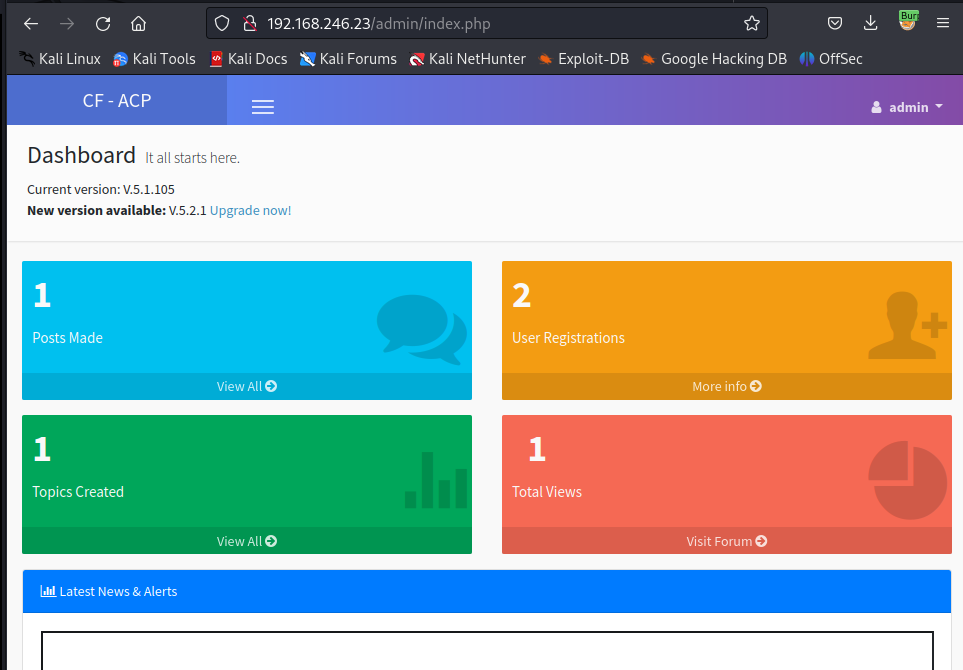 192.168.246.23/admin/index.php
Burp
Kali Linux Kali Tools Kali Docs Kali Forums Kali NetHunter Exploit-DB Google Hacking DB OffSec
CF - ACP
admin
Dashboard It all starts here.
Current version: V.5.1.105
New version available: V.5.2.1 Upgrade now!
1
Posts Made
View All
2
User Registrations
More info
1
Topics Created
View All
1
Total Views
Visit Forum
Latest News & Alerts